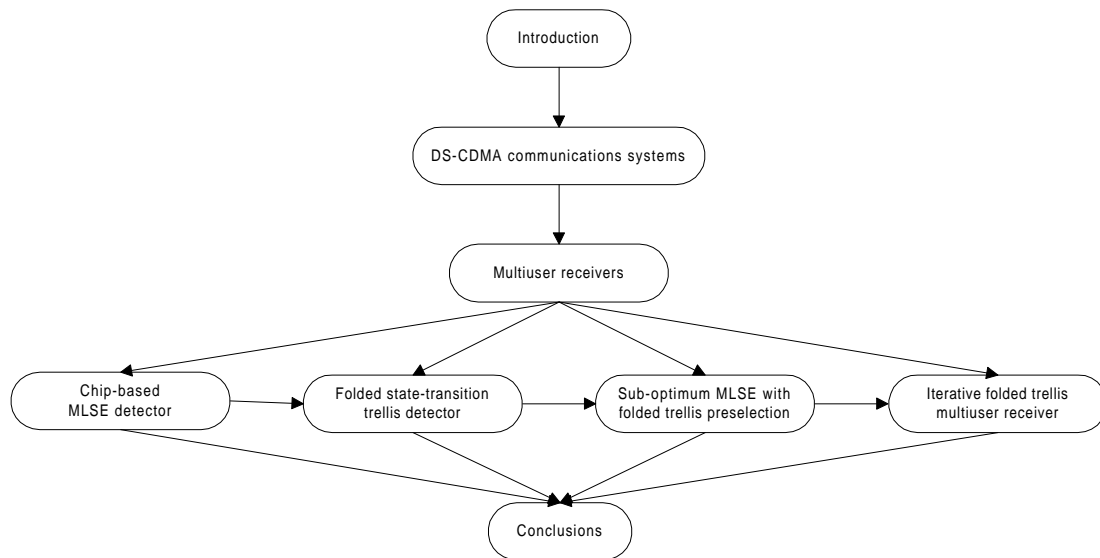 Introduction
DS-CDMA communications systems
Multiuser receivers
Chip-based
MLSE detector
Folded state-transition
trellis detector
Sub-optimum MLSE with
folded trellis preselection
Iterative folded trellis
multiuser receiver
Conclusions